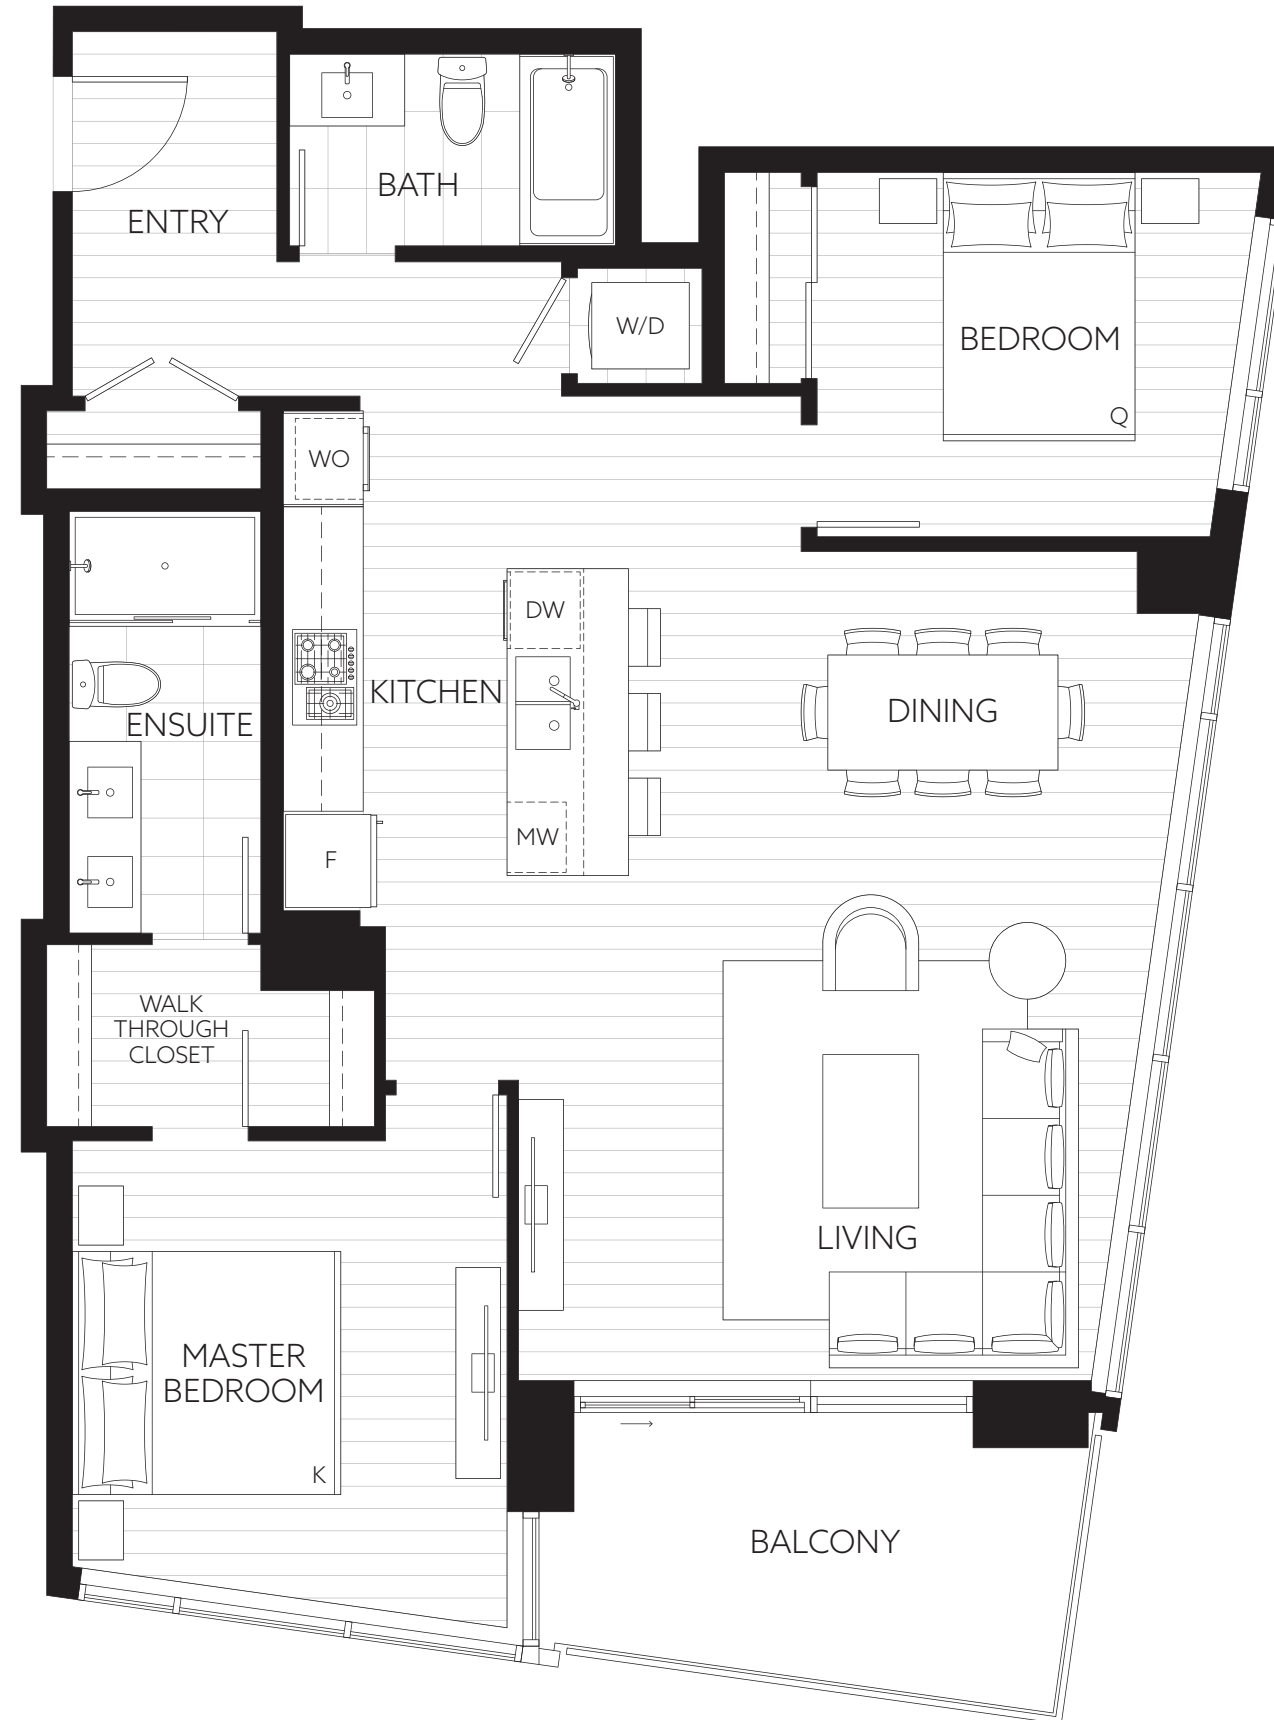 BATH
ENTRY
W/D
BEDROOM
Q
WO
DW
KITCHEN
DINING
ENSUITE
MW
F
WALK
THROUGH
CLOSET
LIVING
MASTER
BEDROOM
K
BALCONY